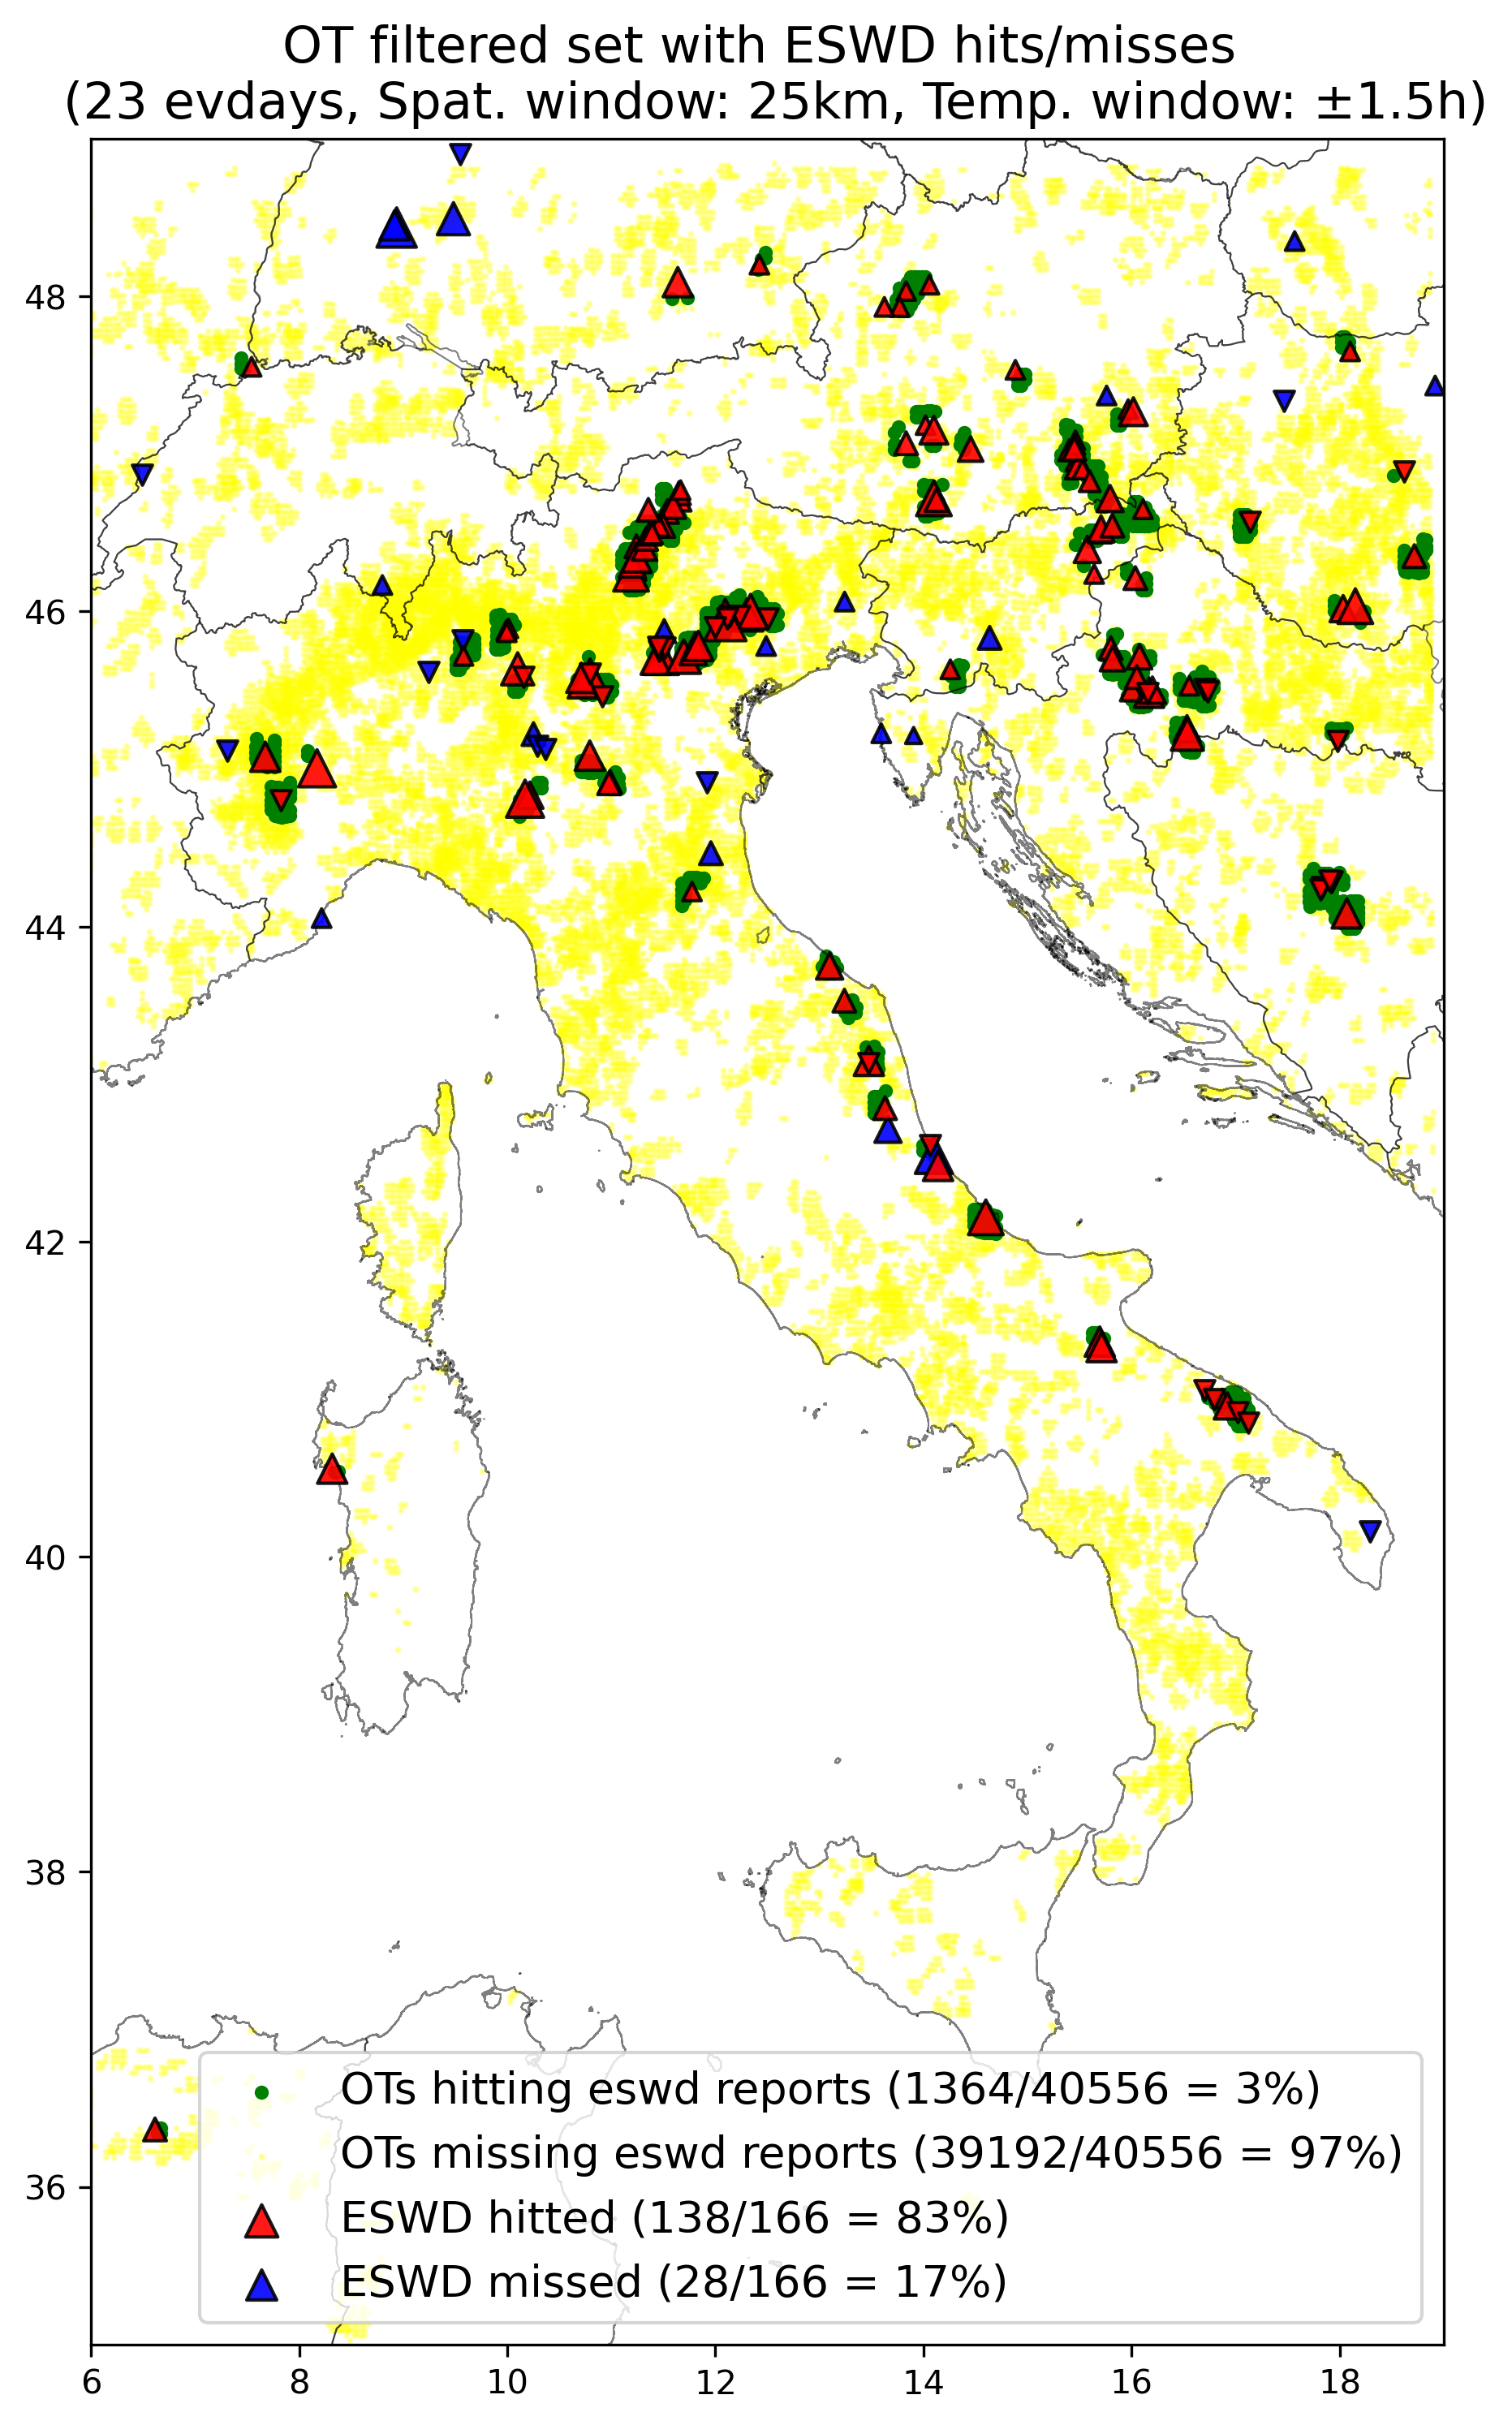 OT filtered set with ESWD hits/misses
(23 evdays, Spat. window: 25km, Temp. window: ±1.5h)
48
46
44
42
40
38
36
OTs hitting eswd reports (1364/40556 = 3%)
OTs missing eswd reports (39192/40556 = 97%)
ESWD hitted (138/166 = 83%)
ESWD missed (28/166 = 17%)
6 8 10 12 14 16 18